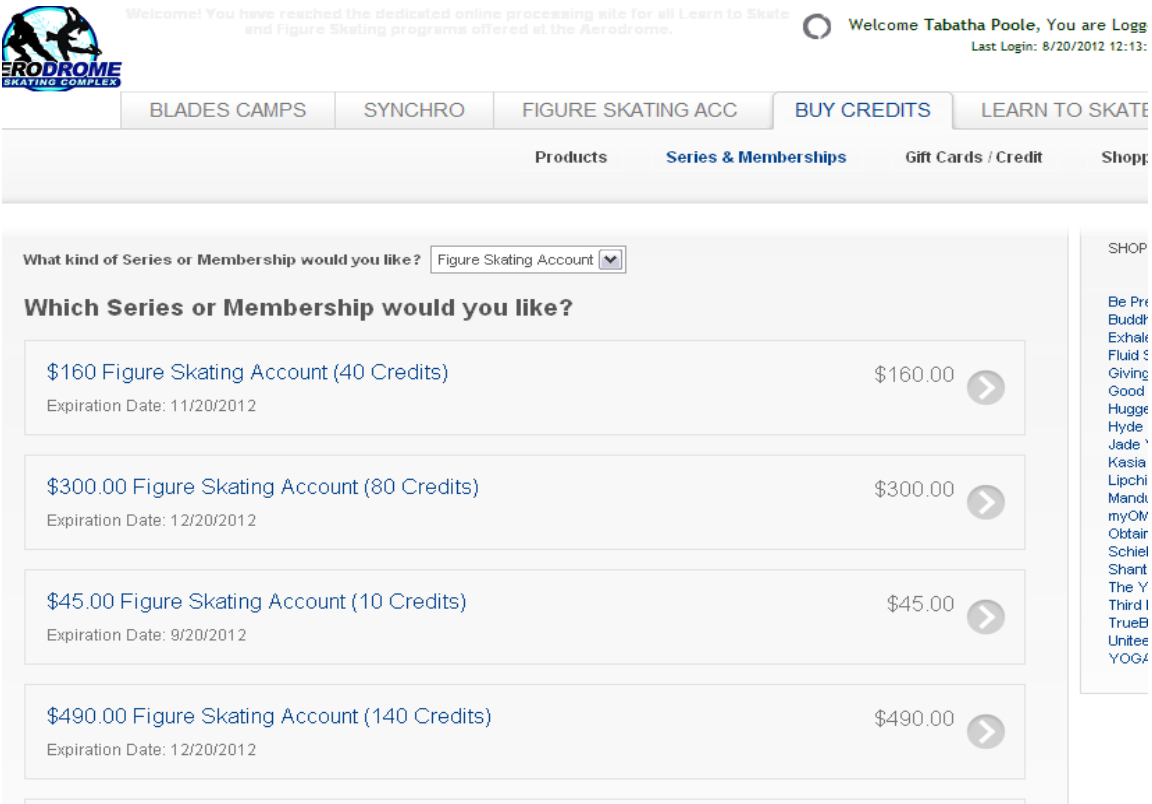 Welcome! You have reached the dedicated online processing site for all Learn to Skate
and Figure Skating programs offered at the Aerodrome.
Welcome Tabatha Poole, You are Logg
Last Login: 8/20/2012 12:13:
ERODROME
SKATING COMPLEX
BLADES CAMPS SYNCHRO FIGURE SKATING ACC BUY CREDITS LEARN TO SKATE
Products Series & Memberships Gift Cards / Credit Shopp
What kind of Series or Membership would you like? Figure Skating Account
Which Series or Membership would you like?
$160 Figure Skating Account (40 Credits) $160.00
Expiration Date: 11/20/2012
$300.00 Figure Skating Account (80 Credits) $300.00
Expiration Date: 12/20/2012
$45.00 Figure Skating Account (10 Credits) $45.00
Expiration Date: 9/20/2012
$490.00 Figure Skating Account (140 Credits) $490.00
Expiration Date: 12/20/2012
SHOP
Be Pre
Buddh
Exhale
Fluid S
Giving
Good
Hugge
Hyde
Jade Y
Kasia
Lipchi
Mandu
myOM
Obtain
Schiel
Shant
The Y
Third
TrueB
Unitee
YOGA